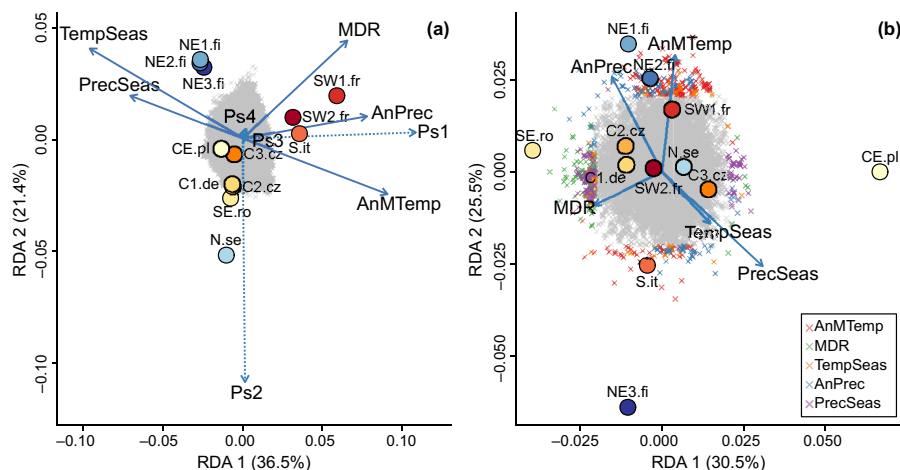 (a)
0.05
0.00
−0.05
−0.10
RDA 2 (21.4%)
TempSeas
NE1.fi
MDR
NE2.fi
NE3.fi
PrecSeas
SW1.fr
Ps4
AnPrec
SW2.fr
Ps1
Ps3
S.it
CE.pl
C3.cz
C1.de
C2.cz
AnMTemp
SE.ro
N.se
Ps2
−0.10
−0.05
0.00
0.05
0.10
RDA 1 (36.5%)
(b)
0.025
0.000
−0.025
−0.050
RDA 2 (25.5%)
NE1.fi
AnMTemp
AnPrec
NE2.fi
SW1.fr
SE.ro
C2.cz
N.se
CE.pl
C1.de
C3.cz
SW2.fr
MDR
TempSeas
PrecSeas
S.it
NE3.fi
AnMTemp
MDR
TempSeas
AnPrec
PrecSeas
−0.025
0.000
0.025
0.050
RDA 1 (30.5%)